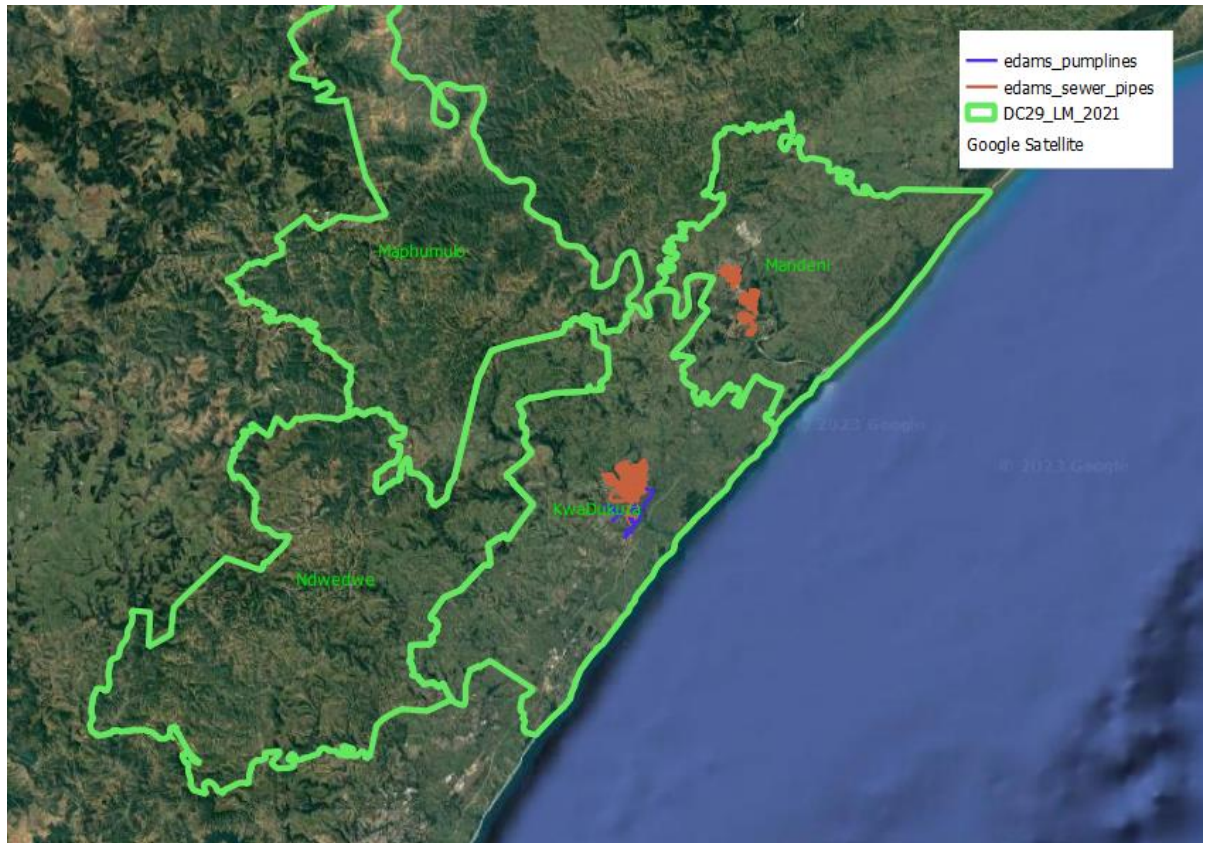 edams_pumplines
edams_sewer_pipes
DC29_LM_2021
Google Satellite
Maphumulo
Mandeni
© 2023 Google
© 2023 Google
KwaDukuza
Ndwedwe